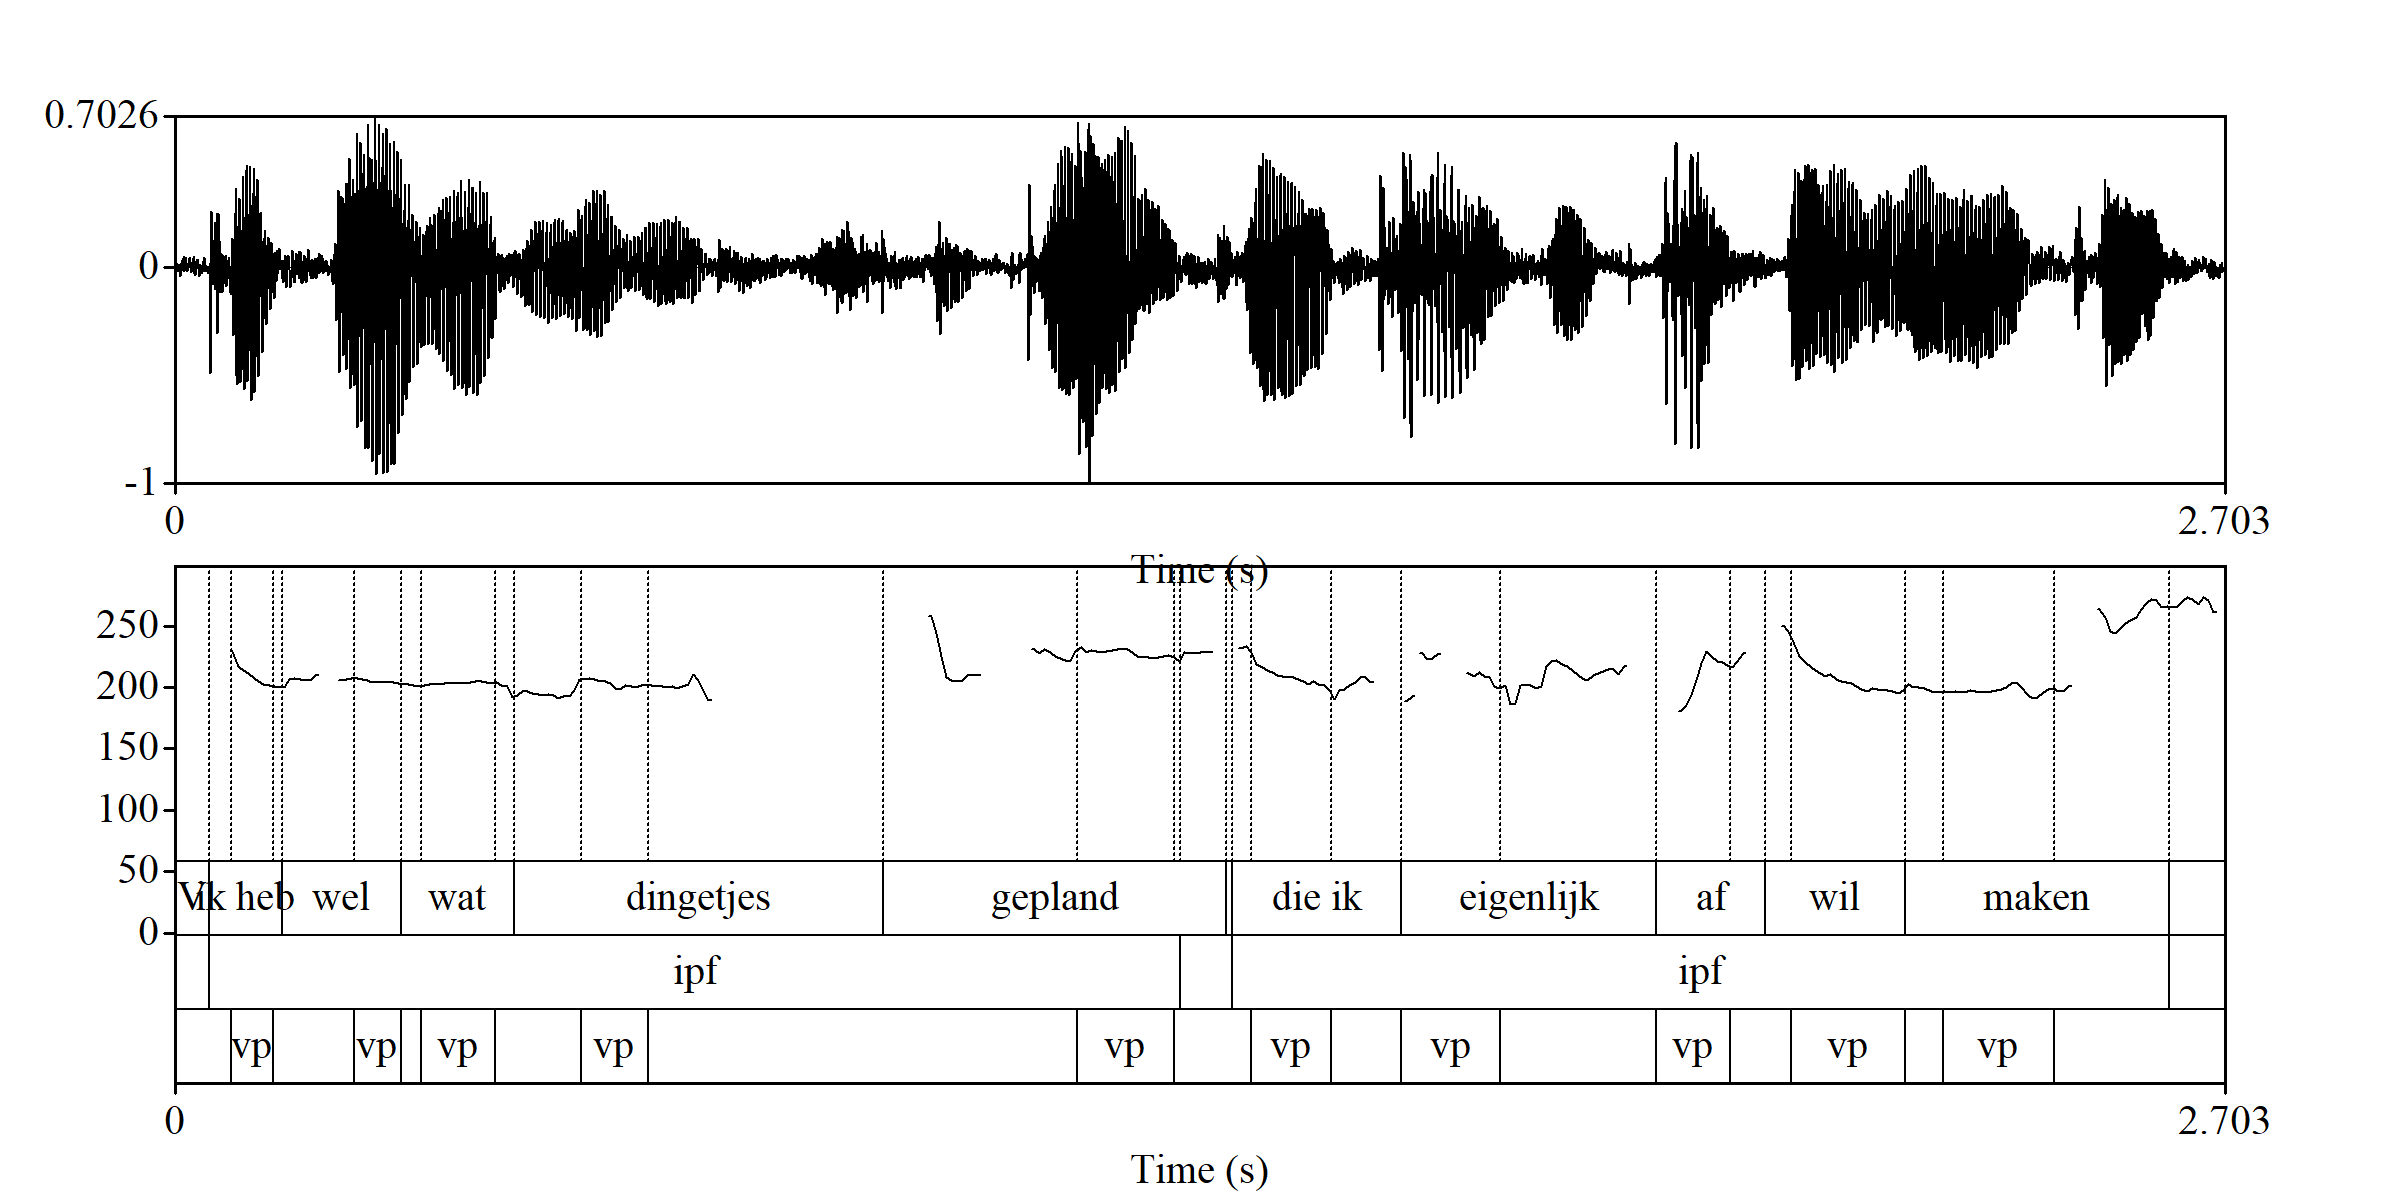 0.7026
0
-1
0 2.703
Time (s)
250
200
150
100
50
0
V ik heb wel wat dingetjes gepland die ik eigenlijk af wil maken
ipf ipf
vp vp vp vp vp vp vp vp vp vp
0 2.703
Time (s)